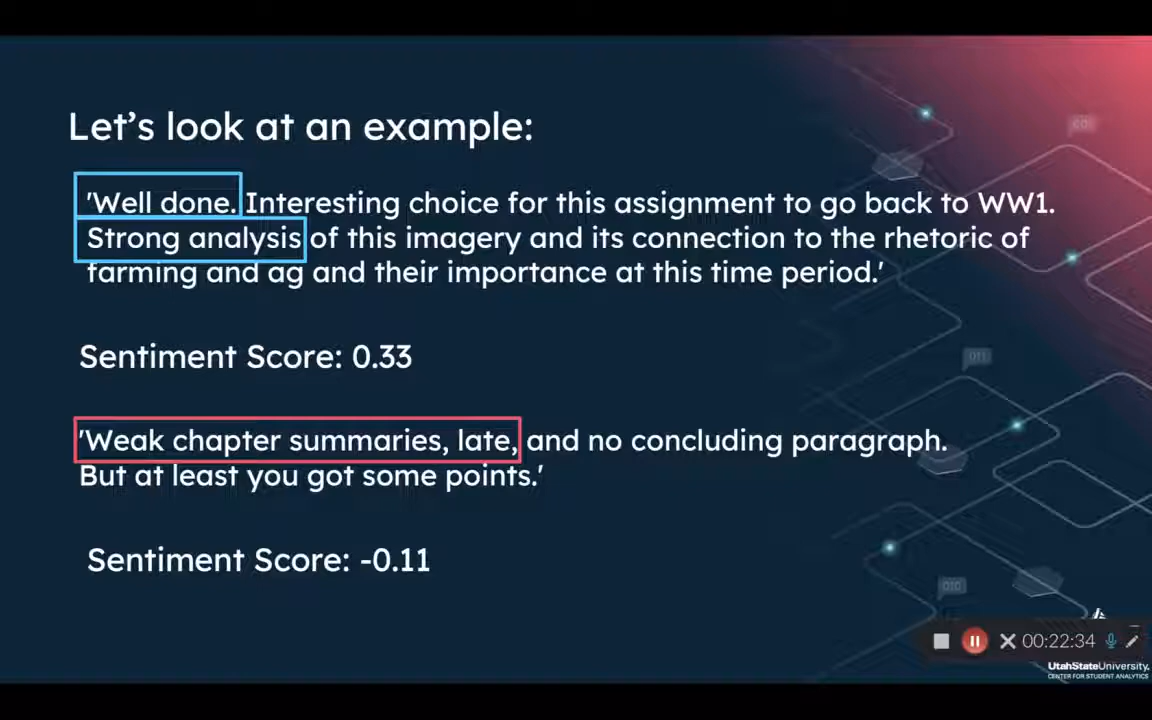 Let's look at an example:
'Well done. Interesting choice for this assignment to go back to WW1.
Strong analysis of this imagery and its connection to the rhetoric of
farming and ag and their importance at this time period.'
Sentiment Score: 0.33
'Weak chapter summaries, late, and no concluding paragraph.
But at least you got some points.'
Sentiment Score: -0.11
011
010
00:22:34
UtahStateUniversity.
CENTER FOR STUDENT ANALYTICS